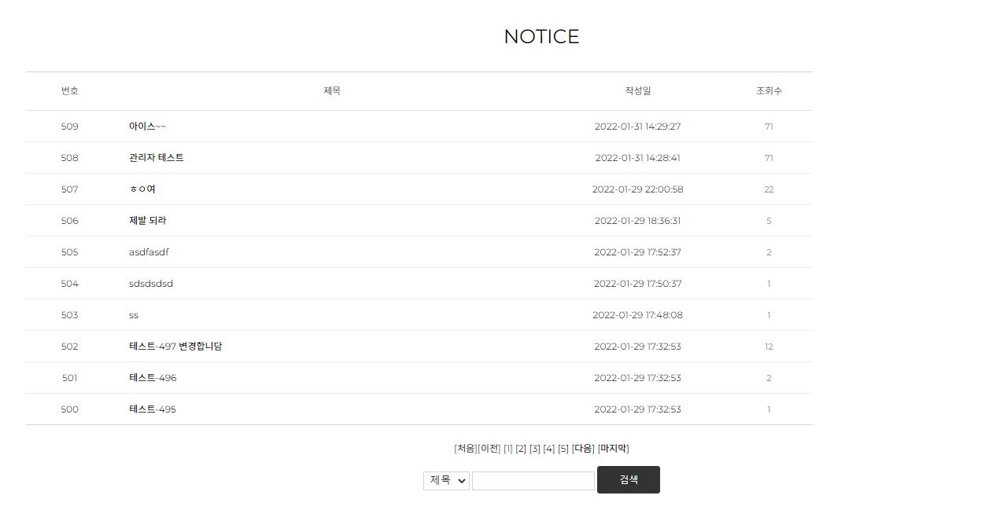 NOTICE
번호 제목 작성일 조회수
509 아이스~~ 2022-01-31 14:29:27 71
508 관리자 테스트 2022-01-31 14:28:41 71
507 ㅎㅇ여 2022-01-29 22:00:58 22
506 제발 되라 2022-01-29 18:36:31 5
505 asdfasdf 2022-01-29 17:52:37 2
504 sdsdsdsd 2022-01-29 17:50:37 1
503 ss 2022-01-29 17:48:08 1
502 테스트-497 변경합니담 2022-01-29 17:32:53 12
501 테스트-496 2022-01-29 17:32:53 2
500 테스트-495 2022-01-29 17:32:53 1
[처음][이전] [1] [2] [3] [4] [5] [다음] [마지막]
제목 검색